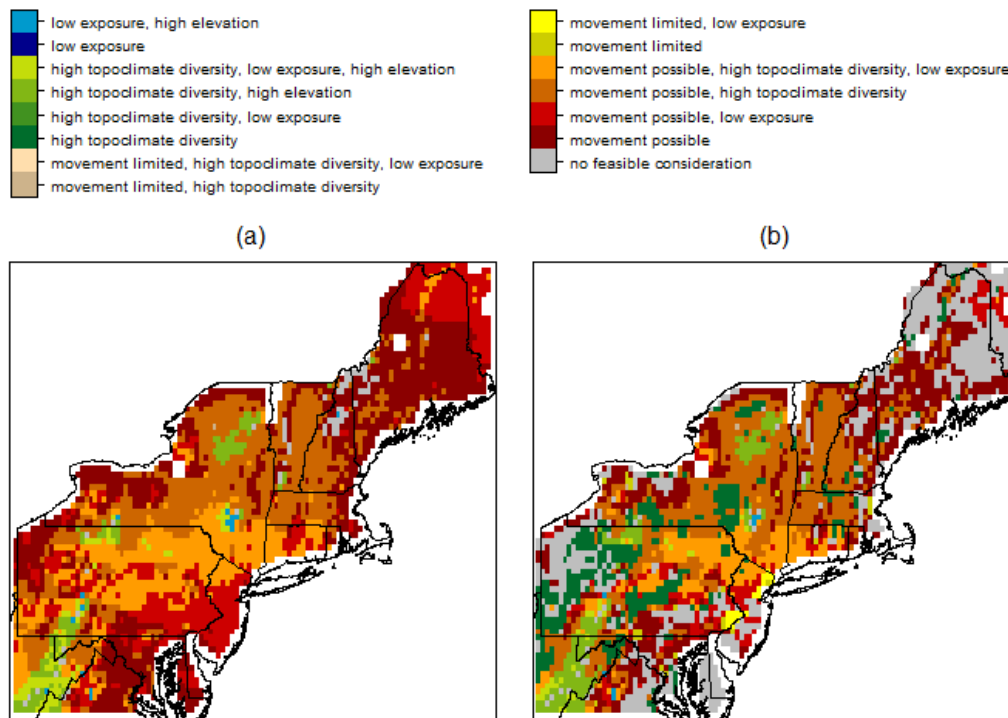 low exposure, high elevation
low exposure
high topoclimate diversity, low exposure, high elevation
high topoclimate diversity, high elevation
high topoclimate diversity, low exposure
high topoclimate diversity
movement limited, high topoclimate diversity, low exposure
movement limited, high topoclimate diversity
movement limited, low exposure
movement limited
movement possible, high topoclimate diversity, low exposure
movement possible, high topoclimate diversity
movement possible, low exposure
movement possible
no feasible consideration
(a)
(b)